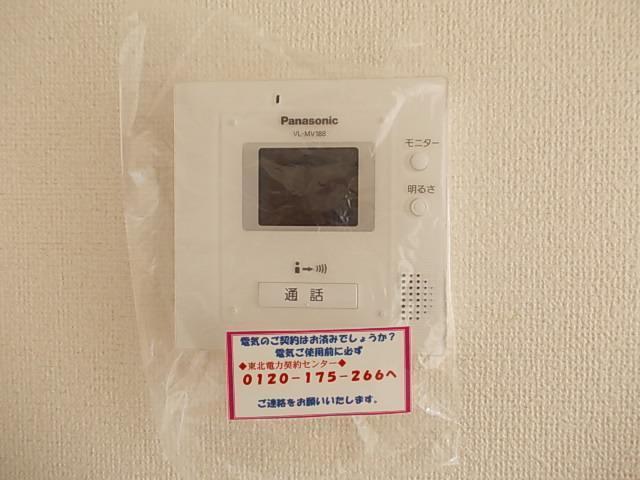 Panasonic
VL-MV188
モニター
明るさ
通話
電気のご契約はお済みでしょうか？
電気ご使用前に必ず
◆東北電力契約センター◆
0120-175-266へ
ご連絡をお願いいたします。